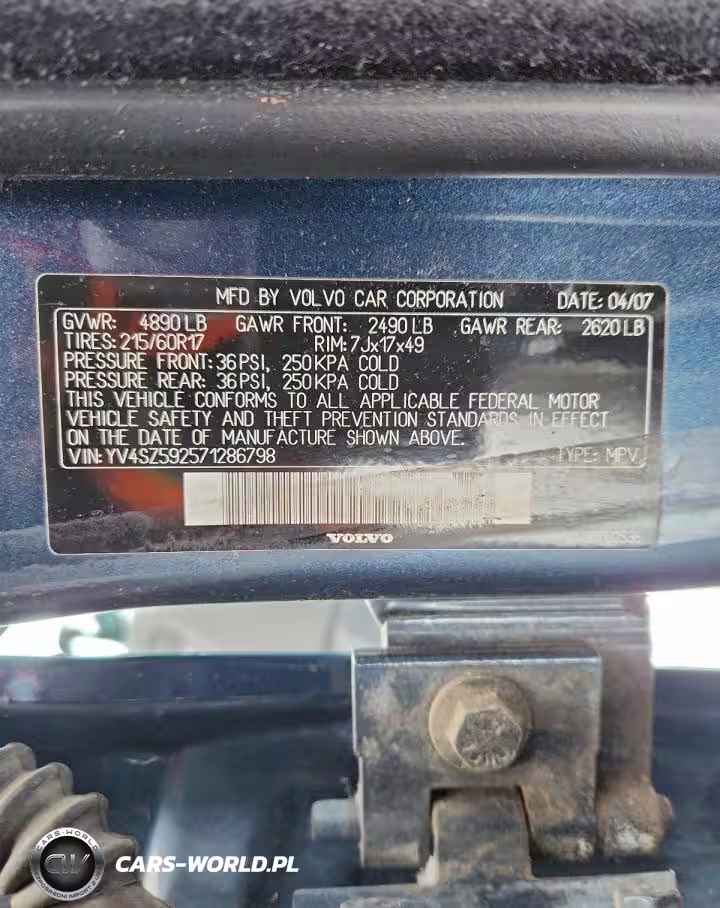 MFD BY VOLVO CAR CORPORATION DATE: 04/07
GVWR: 4890 LB GAWR FRONT: 2490 LB GAWR REAR: 2620 LB
TIRES: 215/60R17 RIM: 7Jx17x49
PRESSURE FRONT: 36 PSI, 250 KPA COLD
PRESSURE REAR: 36 PSI, 250 KPA COLD
THIS VEHICLE CONFORMS TO ALL APPLICABLE FEDERAL MOTOR
VEHICLE SAFETY AND THEFT PREVENTION STANDARDS IN EFFECT
ON THE DATE OF MANUFACTURE SHOWN ABOVE.
VIN: YV4SZ592571286798 TYPE: MPV
VOLVO
CARS-WORLD
CW
CARS-WORLD.PL